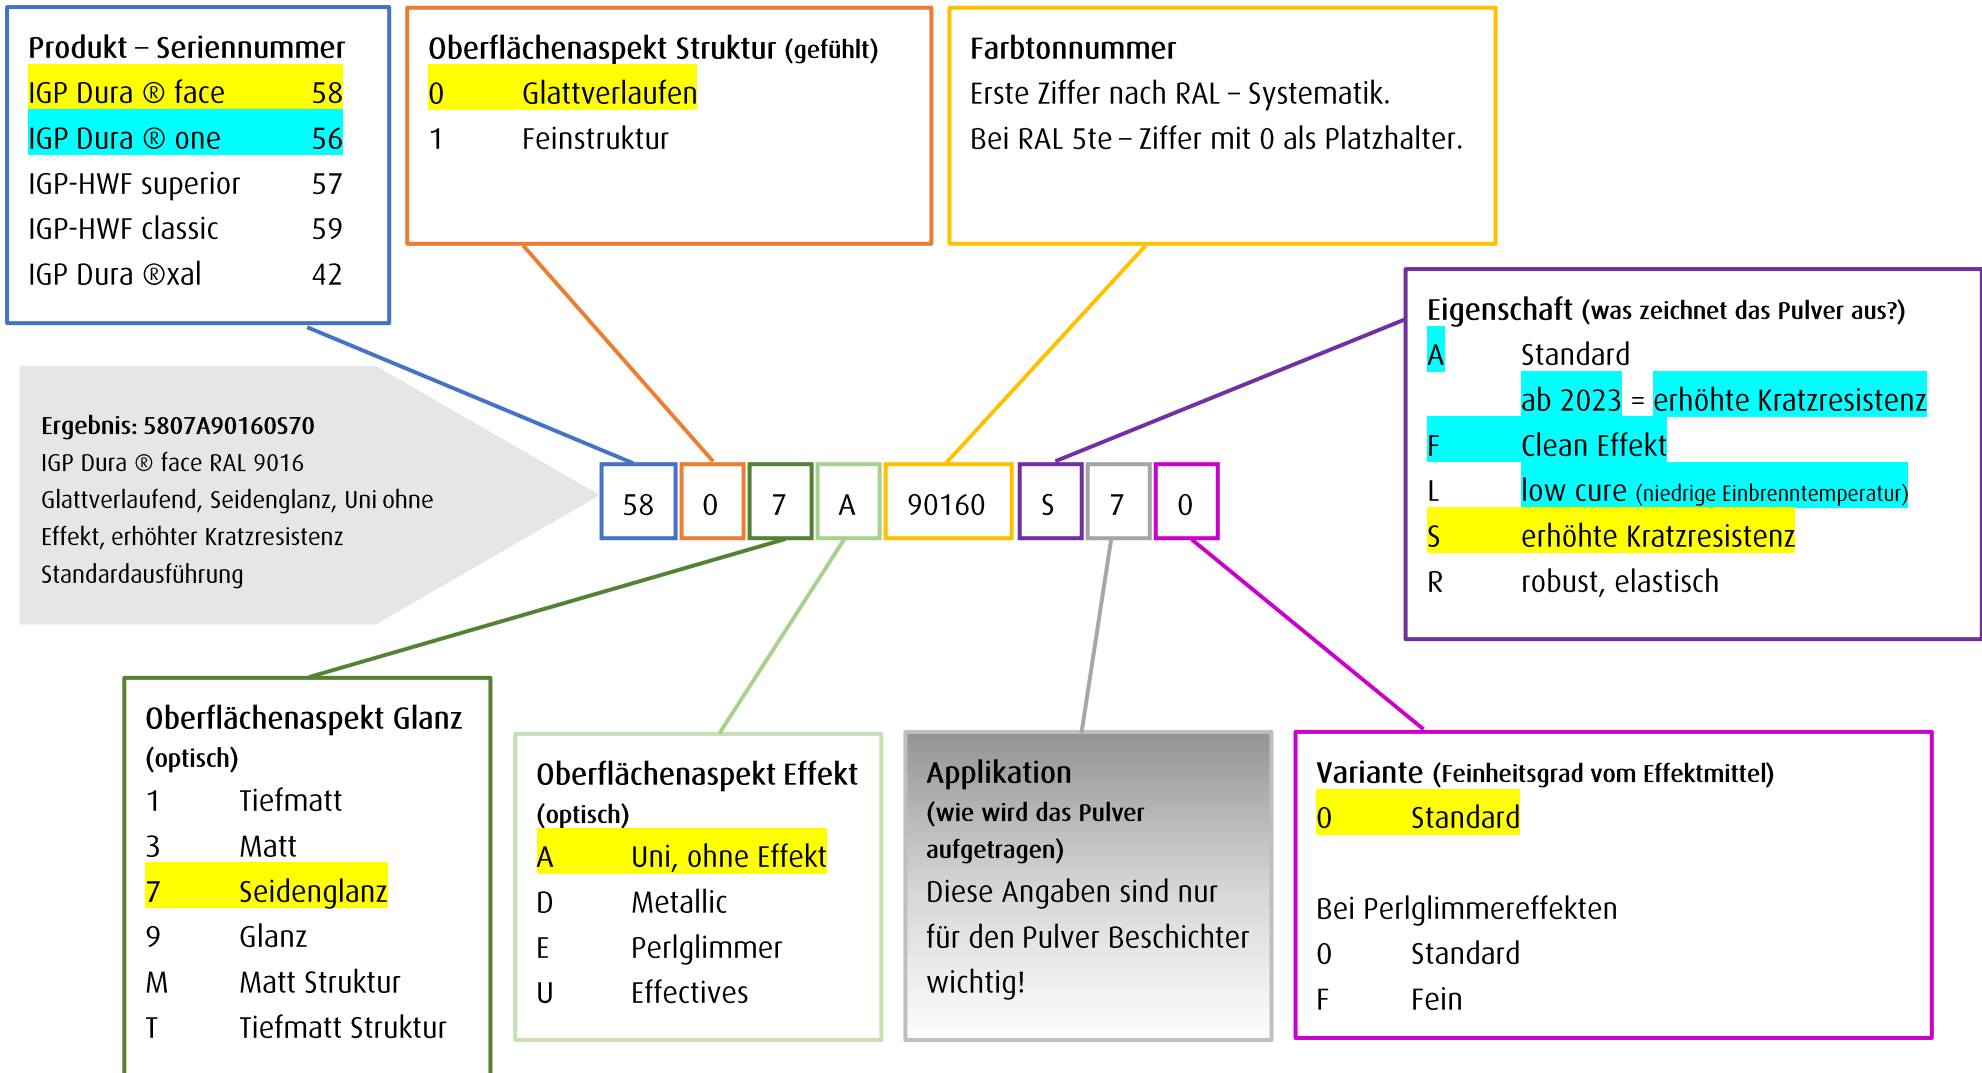 Produkt – Seriennummer
IGP Dura ® face 58
IGP Dura ® one 56
IGP-HWF superior 57
IGP-HWF classic 59
IGP Dura ®xal 42
Oberflächenaspekt Struktur (gefühlt)
0 Glattverlaufen
1 Feinstruktur
Farbtonnummer
Erste Ziffer nach RAL – Systematik.
Bei RAL 5te – Ziffer mit 0 als Platzhalter.
Eigenschaft (was zeichnet das Pulver aus?)
A Standard
ab 2023 = erhöhte Kratzresistenz
F Clean Effekt
L low cure (niedrige Einbrenntemperatur)
S erhöhte Kratzresistenz
R robust, elastisch
Ergebnis: 5807A90160S70
IGP Dura ® face RAL 9016
Glattverlaufend, Seidenglanz, Uni ohne
Effekt, erhöhter Kratzresistenz
Standardausführung
58 0 7 A 90160 S 7 0
Oberflächenaspekt Glanz
(optisch)
1 Tiefmatt
3 Matt
7 Seidenglanz
9 Glanz
M Matt Struktur
T Tiefmatt Struktur
Oberflächenaspekt Effekt
(optisch)
A Uni, ohne Effekt
D Metallic
E Perlglimmer
U Effectives
Applikation
(wie wird das Pulver
aufgetragen)
Diese Angaben sind nur
für den Pulver Beschichter
wichtig!
Variante (Feinheitsgrad vom Effektmittel)
0 Standard
Bei Perlglimmereffekten
0 Standard
F Fein